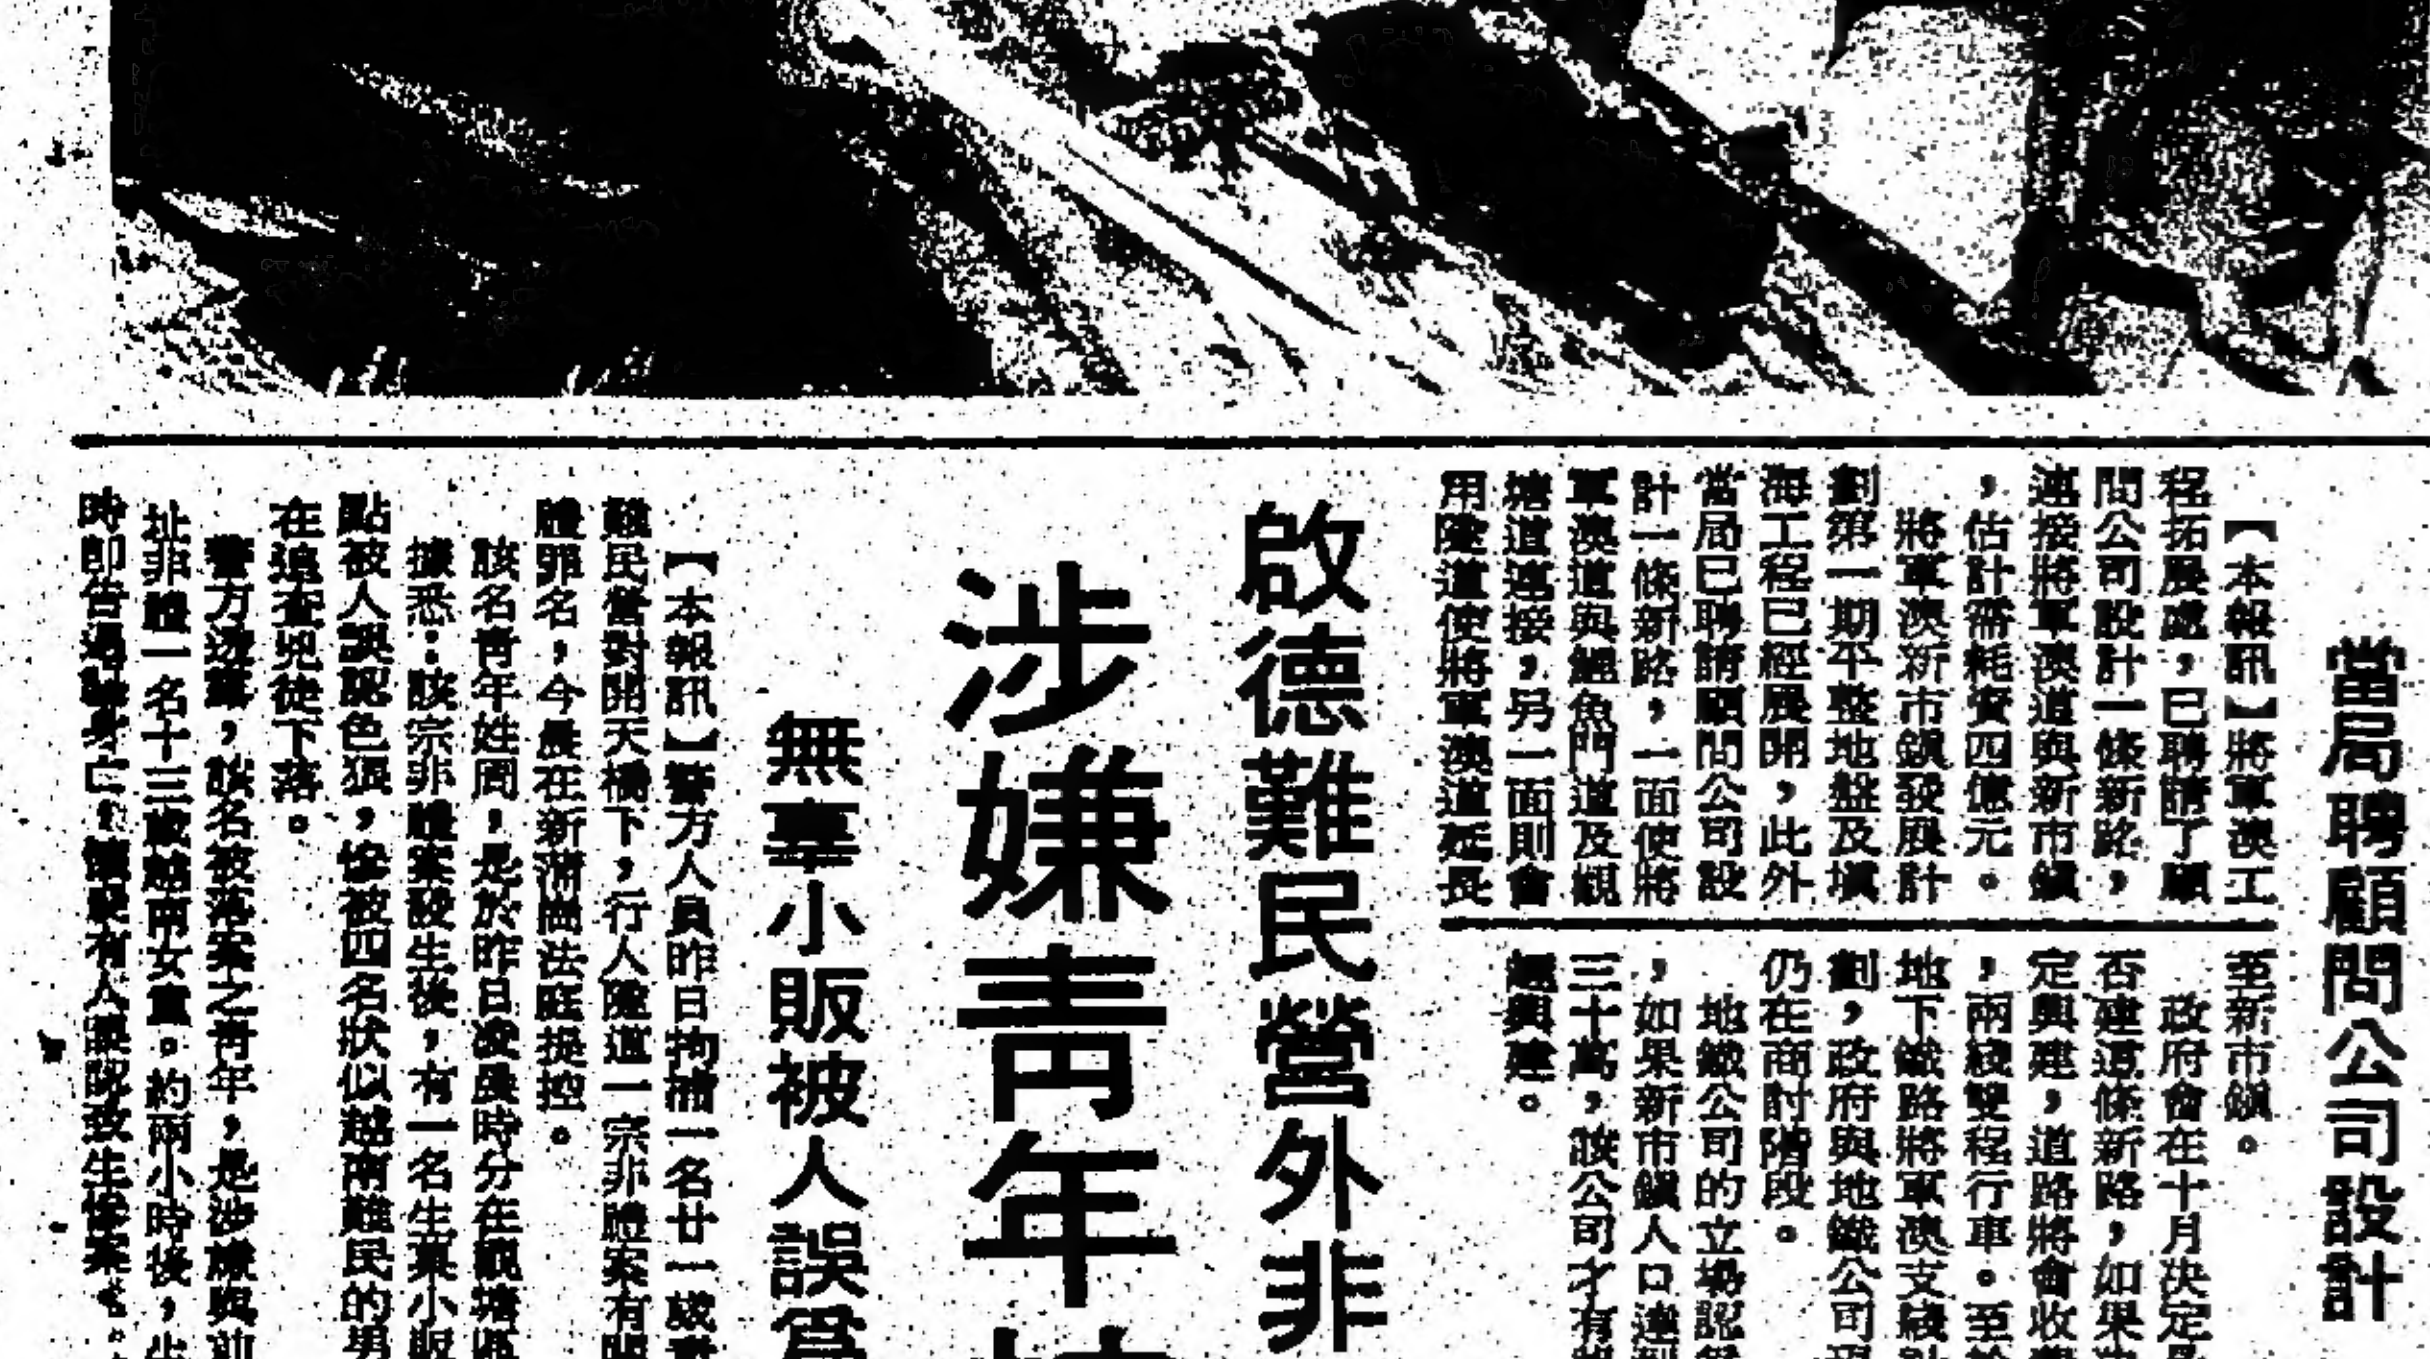 當局聘顧問公司設計
【本報訊】將軍澳工
程拓展處，已聘請了顧
問公司設計一條新路，
連接將軍澳道與新市鎮
，估計需耗資四億元。
將軍澳新市鎮發展計
劃第一期平整地盤及填
海工程已經展開，此外
當局已聘請顧問公司設
計一條新路，一面使將
軍澳道與鯉魚門道及觀
塘道連接，另一面則會
用隧道使將軍澳道延長
至新市鎮。
政府會在十月決定是
否建這條新路，如果決
定興建，道路將會收費
，兩綫雙程行車。至於
地下鐵路將軍澳支綫計
劃，政府與地鐵公司現
仍在商討階段。
地鐵公司的立場認爲
，如果新市鎮人口達到
三十萬，該公司才有興
趣興建。
啟德難民營外非
涉嫌青年
無辜小販被人誤爲
【本報訊】警方人員昨日拘捕一名廿一歲青
難民營對開天橋下，行人隧道一宗非禮案有關
禮罪名，今晨在新蒲崗法庭提控。
該名青年姓周，是於昨日凌晨時分在觀塘區
據悉：該宗非禮案發生後，有一名生菓小販
點被人誤認色狼，慘被四名狀似越南難民的男
在追查兇徒下落。
警方透露，該名被落案之青年，是涉嫌與前
址非禮一名十三歲越南女童。約兩小時後，生
時即告過身亡，有人誤認致生慘案。